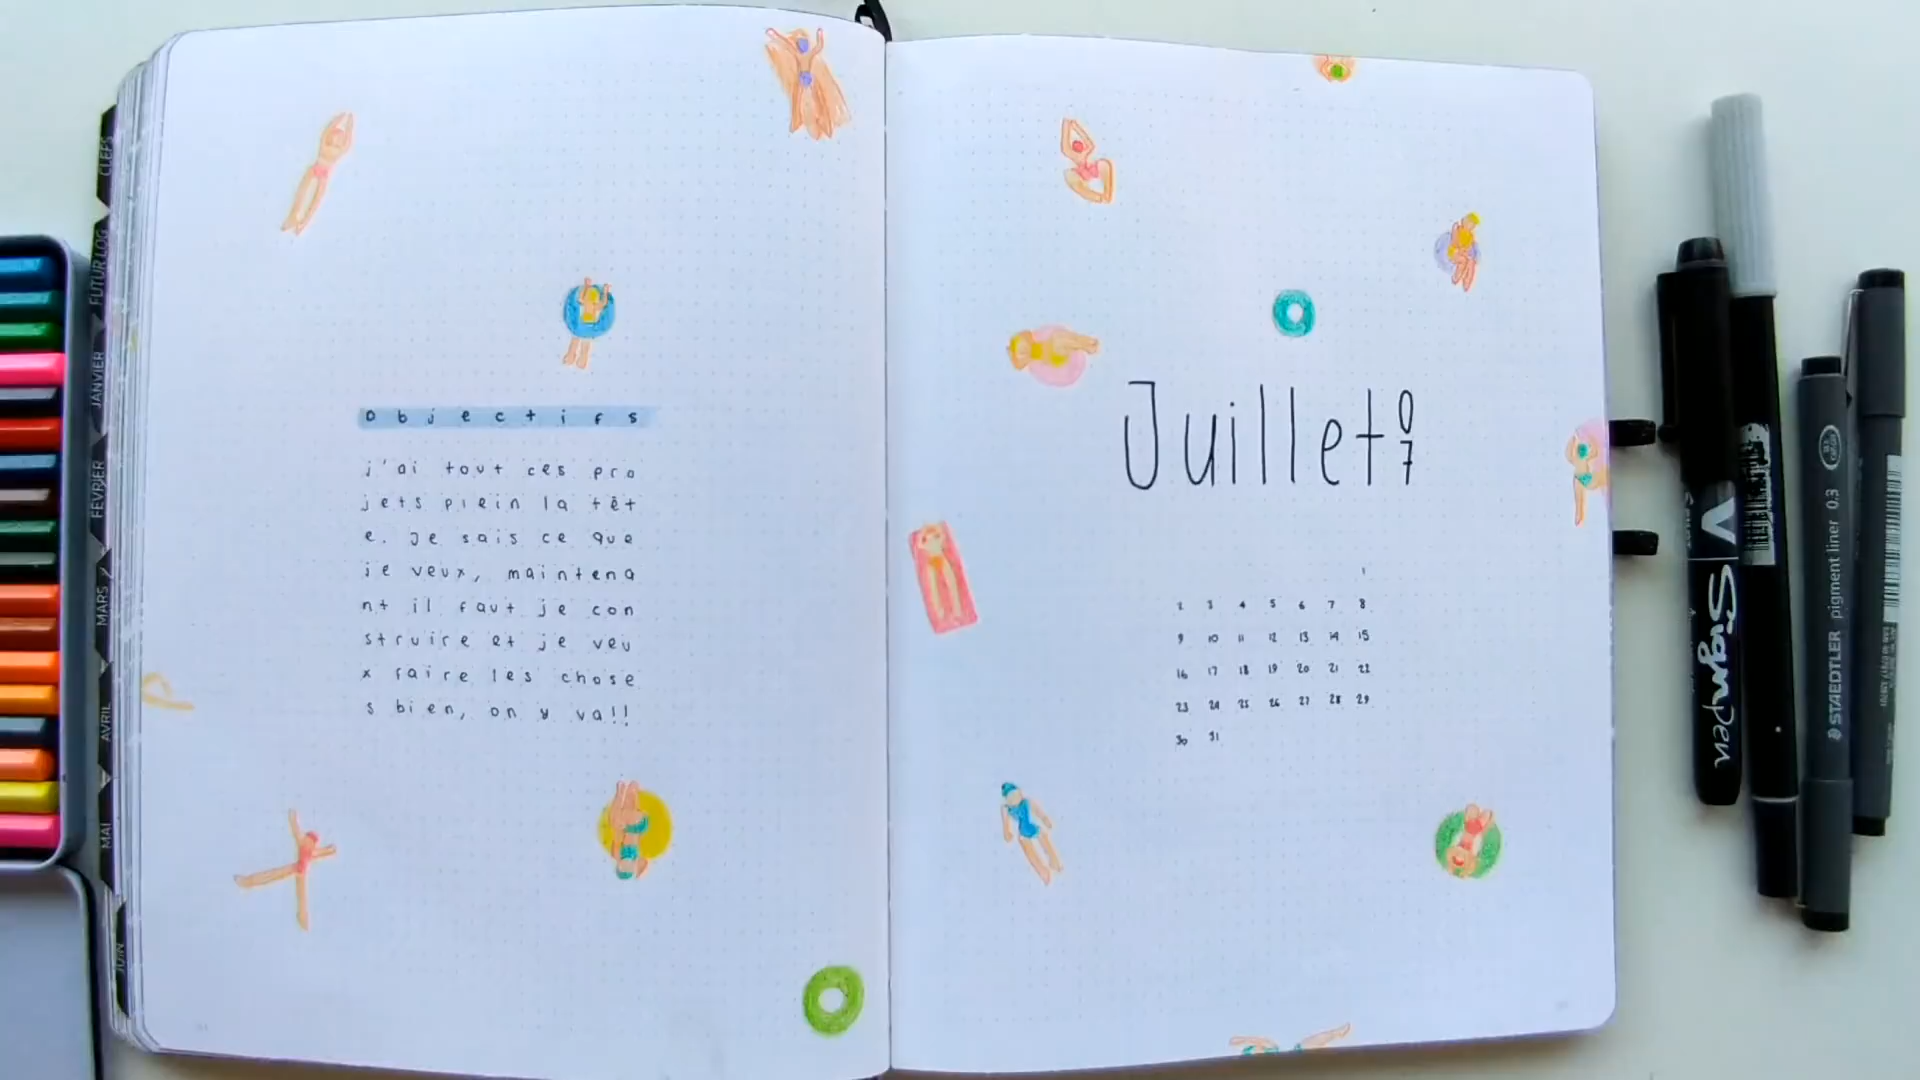 CLEFS
FUTUR LOG
JANVIER
FÉVRIER
MARS
AVRIL
MAI
JUIN
objectifs
j'ai tout ces pro
jets plein la têt
e. je sais ce que
je veux, maintena
nt il faut je con
struire et je veu
x faire les chose
s bien, on y va!!
Juillet 07
1
2 3 4 5 6 7 8
9 10 11 12 13 14 15
16 17 18 19 20 21 22
23 24 25 26 27 28 29
30 31
V Sign Pen
STAEDTLER pigment liner 0.3